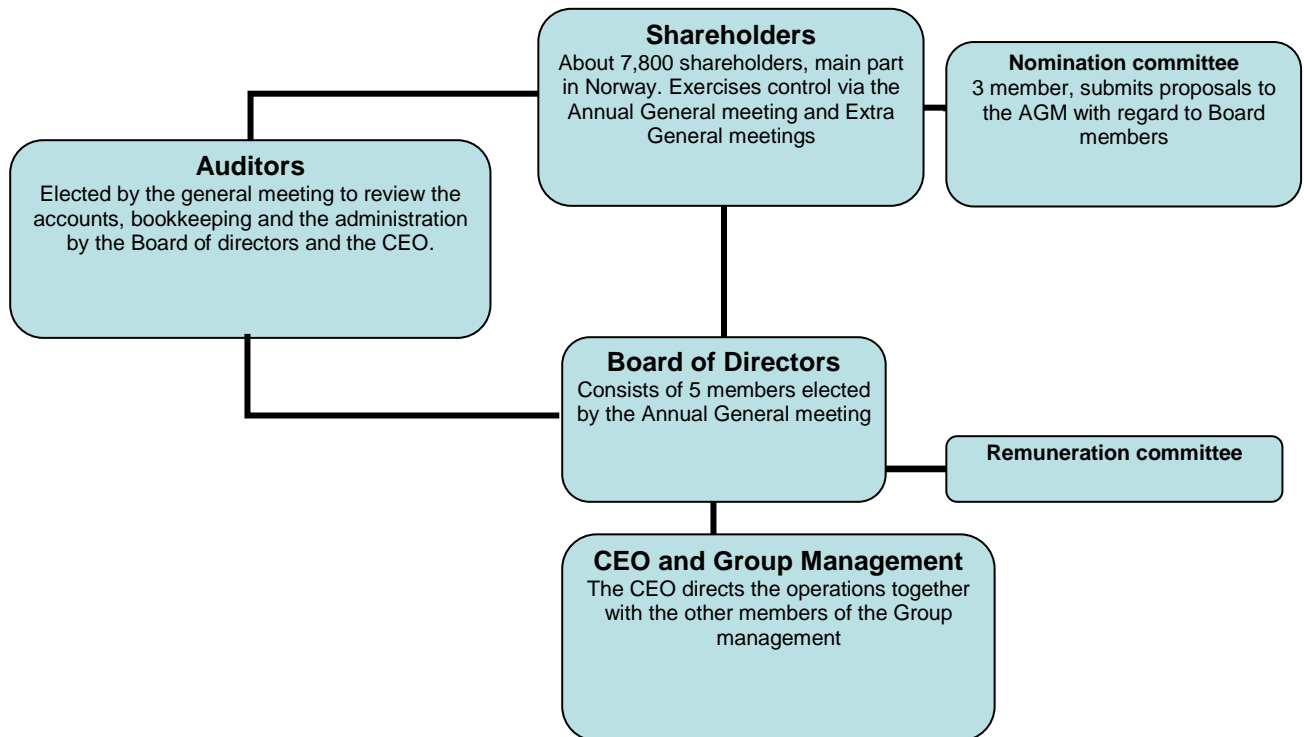 Shareholders
About 7,800 shareholders, main part
in Norway. Exercises control via the
Annual General meeting and Extra
General meetings
Nomination committee
3 member, submits proposals to
the AGM with regard to Board
members
Auditors
Elected by the general meeting to review the
accounts, bookkeeping and the administration
by the Board of directors and the CEO.
Board of Directors
Consists of 5 members elected
by the Annual General meeting
Remuneration committee
CEO and Group Management
The CEO directs the operations together
with the other members of the Group
management